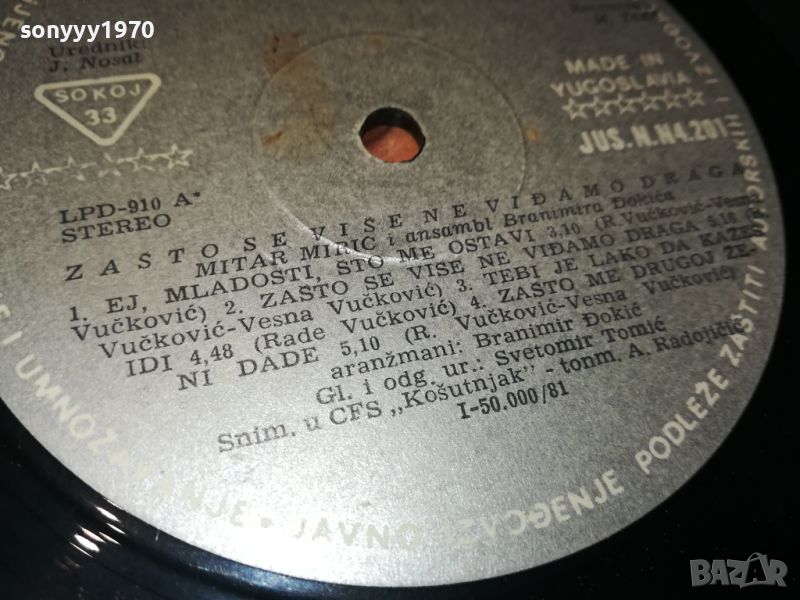 sonyyy1970
Urednik:
J. Nosal
SOKOJ
33
MADE IN
YUGOSLAVIA
JUS. N.N4.201
LPD-910 A*
STEREO
ZAŠTO SE VIŠE NE VIĐAMO DRAGA
MITAR MIRIĆ i ansambl Branimira Đokića
1. EJ, MLADOSTI, ŠTO ME OSTAVI 3,10 (R. Vučković-Vesna
Vučković) 2. ZAŠTO SE VIŠE NE VIĐAMO DRAGA 3,14 (R.
Vučković-Vesna Vučković) 3. TEBI JE LAKO DA KAŽEŠ
IDI 4,48 (Rade Vučković) 4. ZAŠTO ME DRUGOJ ŽE-
NI DADE 5,10 (R. Vučković-Vesna Vučković)
aranžmani: Branimir Đokić
Gl. i odg. ur.: Svetomir Tomić
Snim. u CFS „Košutnjak" - tonm. A. Radojičić
I-50.000/81
I UMNOŽAVANJE • JAVNO IZVOĐENJE PODLEŽE ZAŠTITI AUTORSKIH I
BAZAR